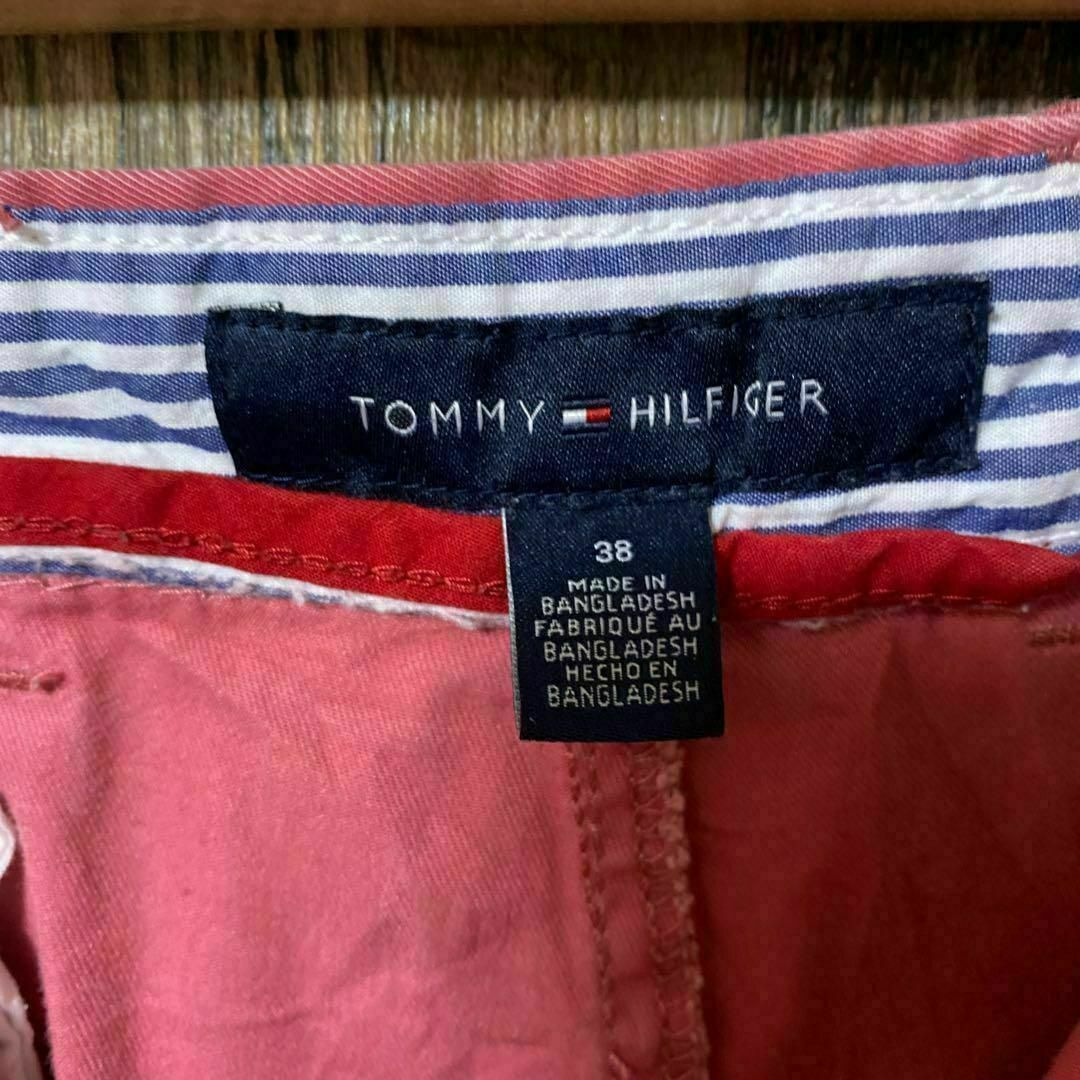 TOMMY HILFIGER
38
MADE IN
BANGLADESH
FABRIQUÉ AU
BANGLADESH
HECHO EN
BANGLADESH